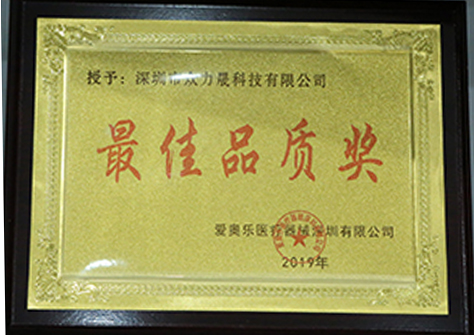 授予：深圳市众力晟科技有限公司
最佳品质奖
爱奥乐医疗器械深圳有限公司
2019年